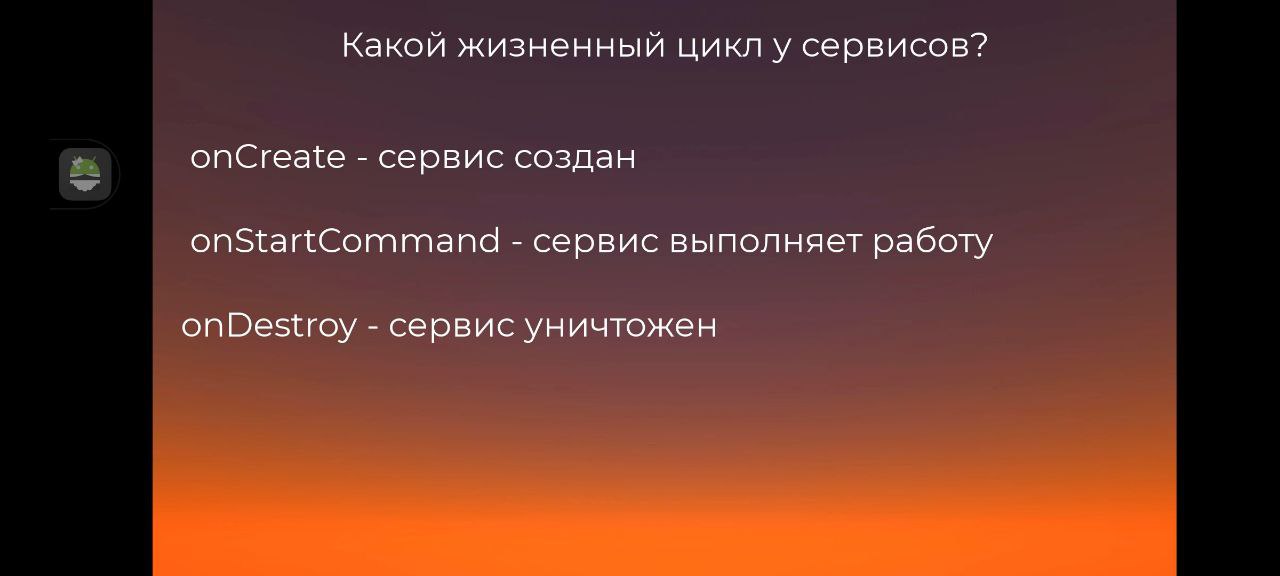 Какой жизненный цикл у сервисов?
onCreate - сервис создан
onStartCommand - сервис выполняет работу
onDestroy - сервис уничтожен